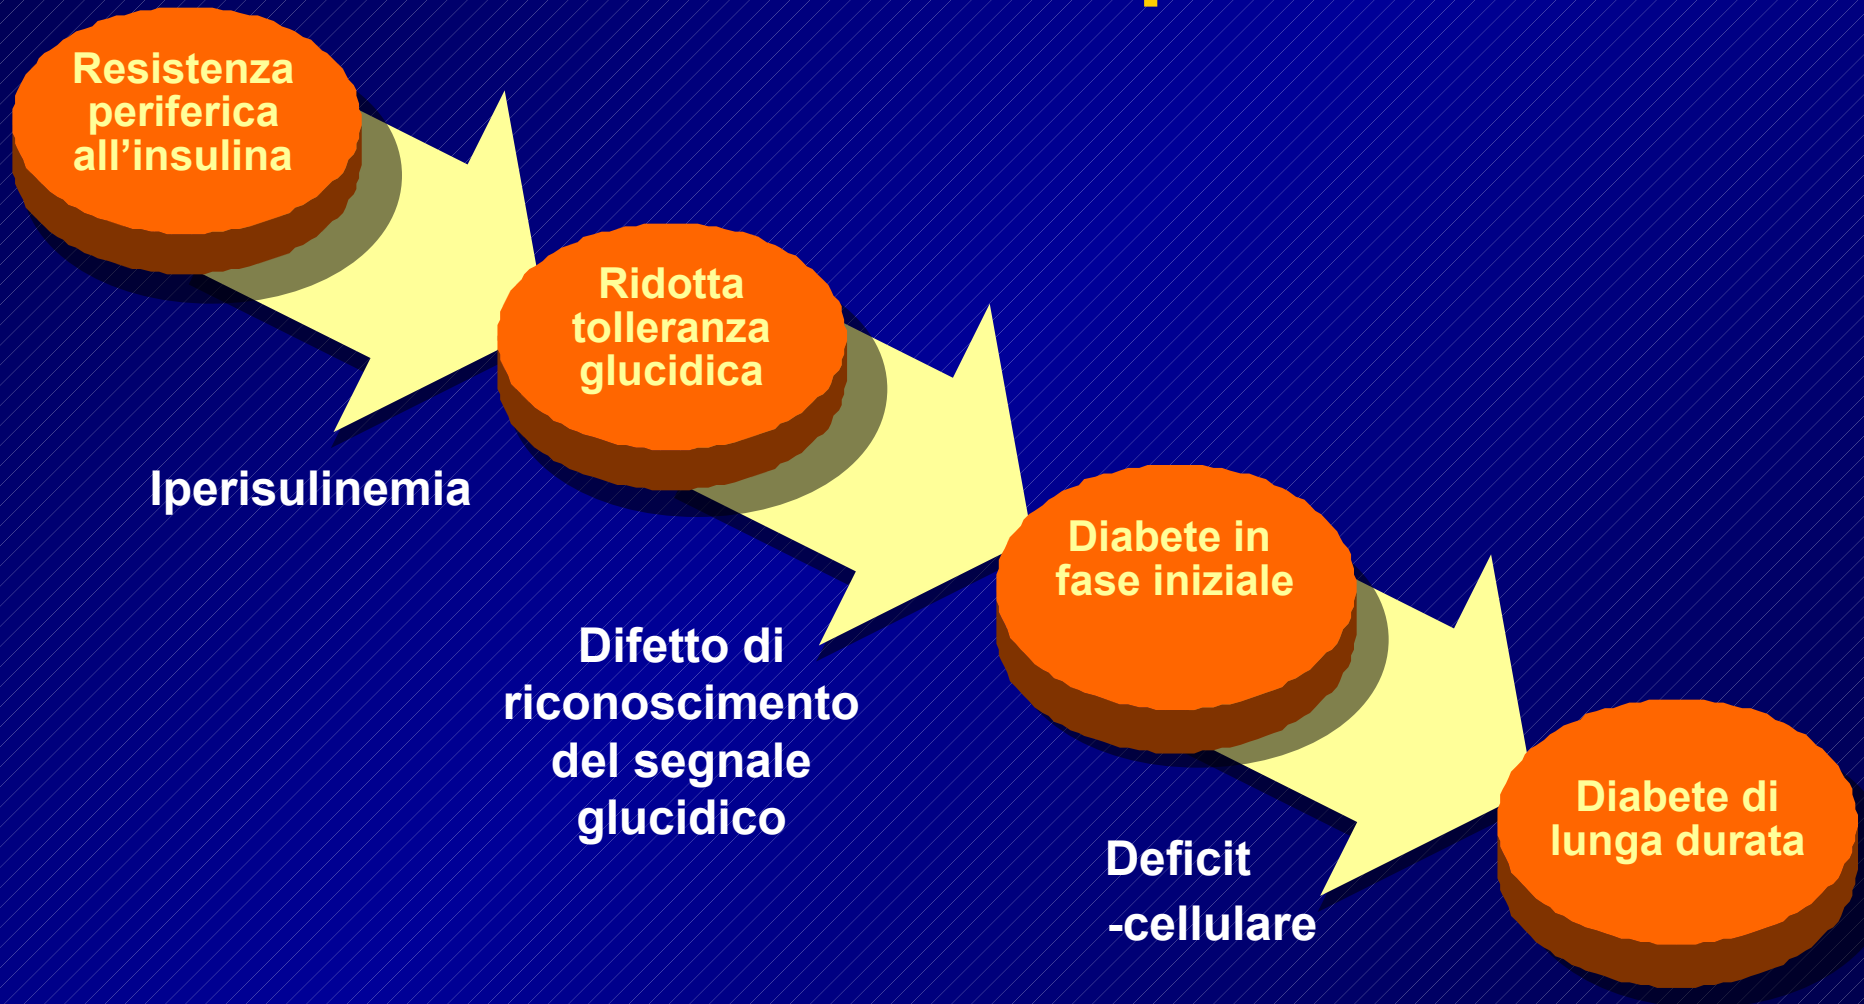 Resistenza
periferica
all’insulina
Ridotta
tolleranza
glucidica
Iperisulinemia
Diabete in
fase iniziale
Difetto di
riconoscimento
del segnale
glucidico
Diabete di
lunga durata
Deficit
-cellulare